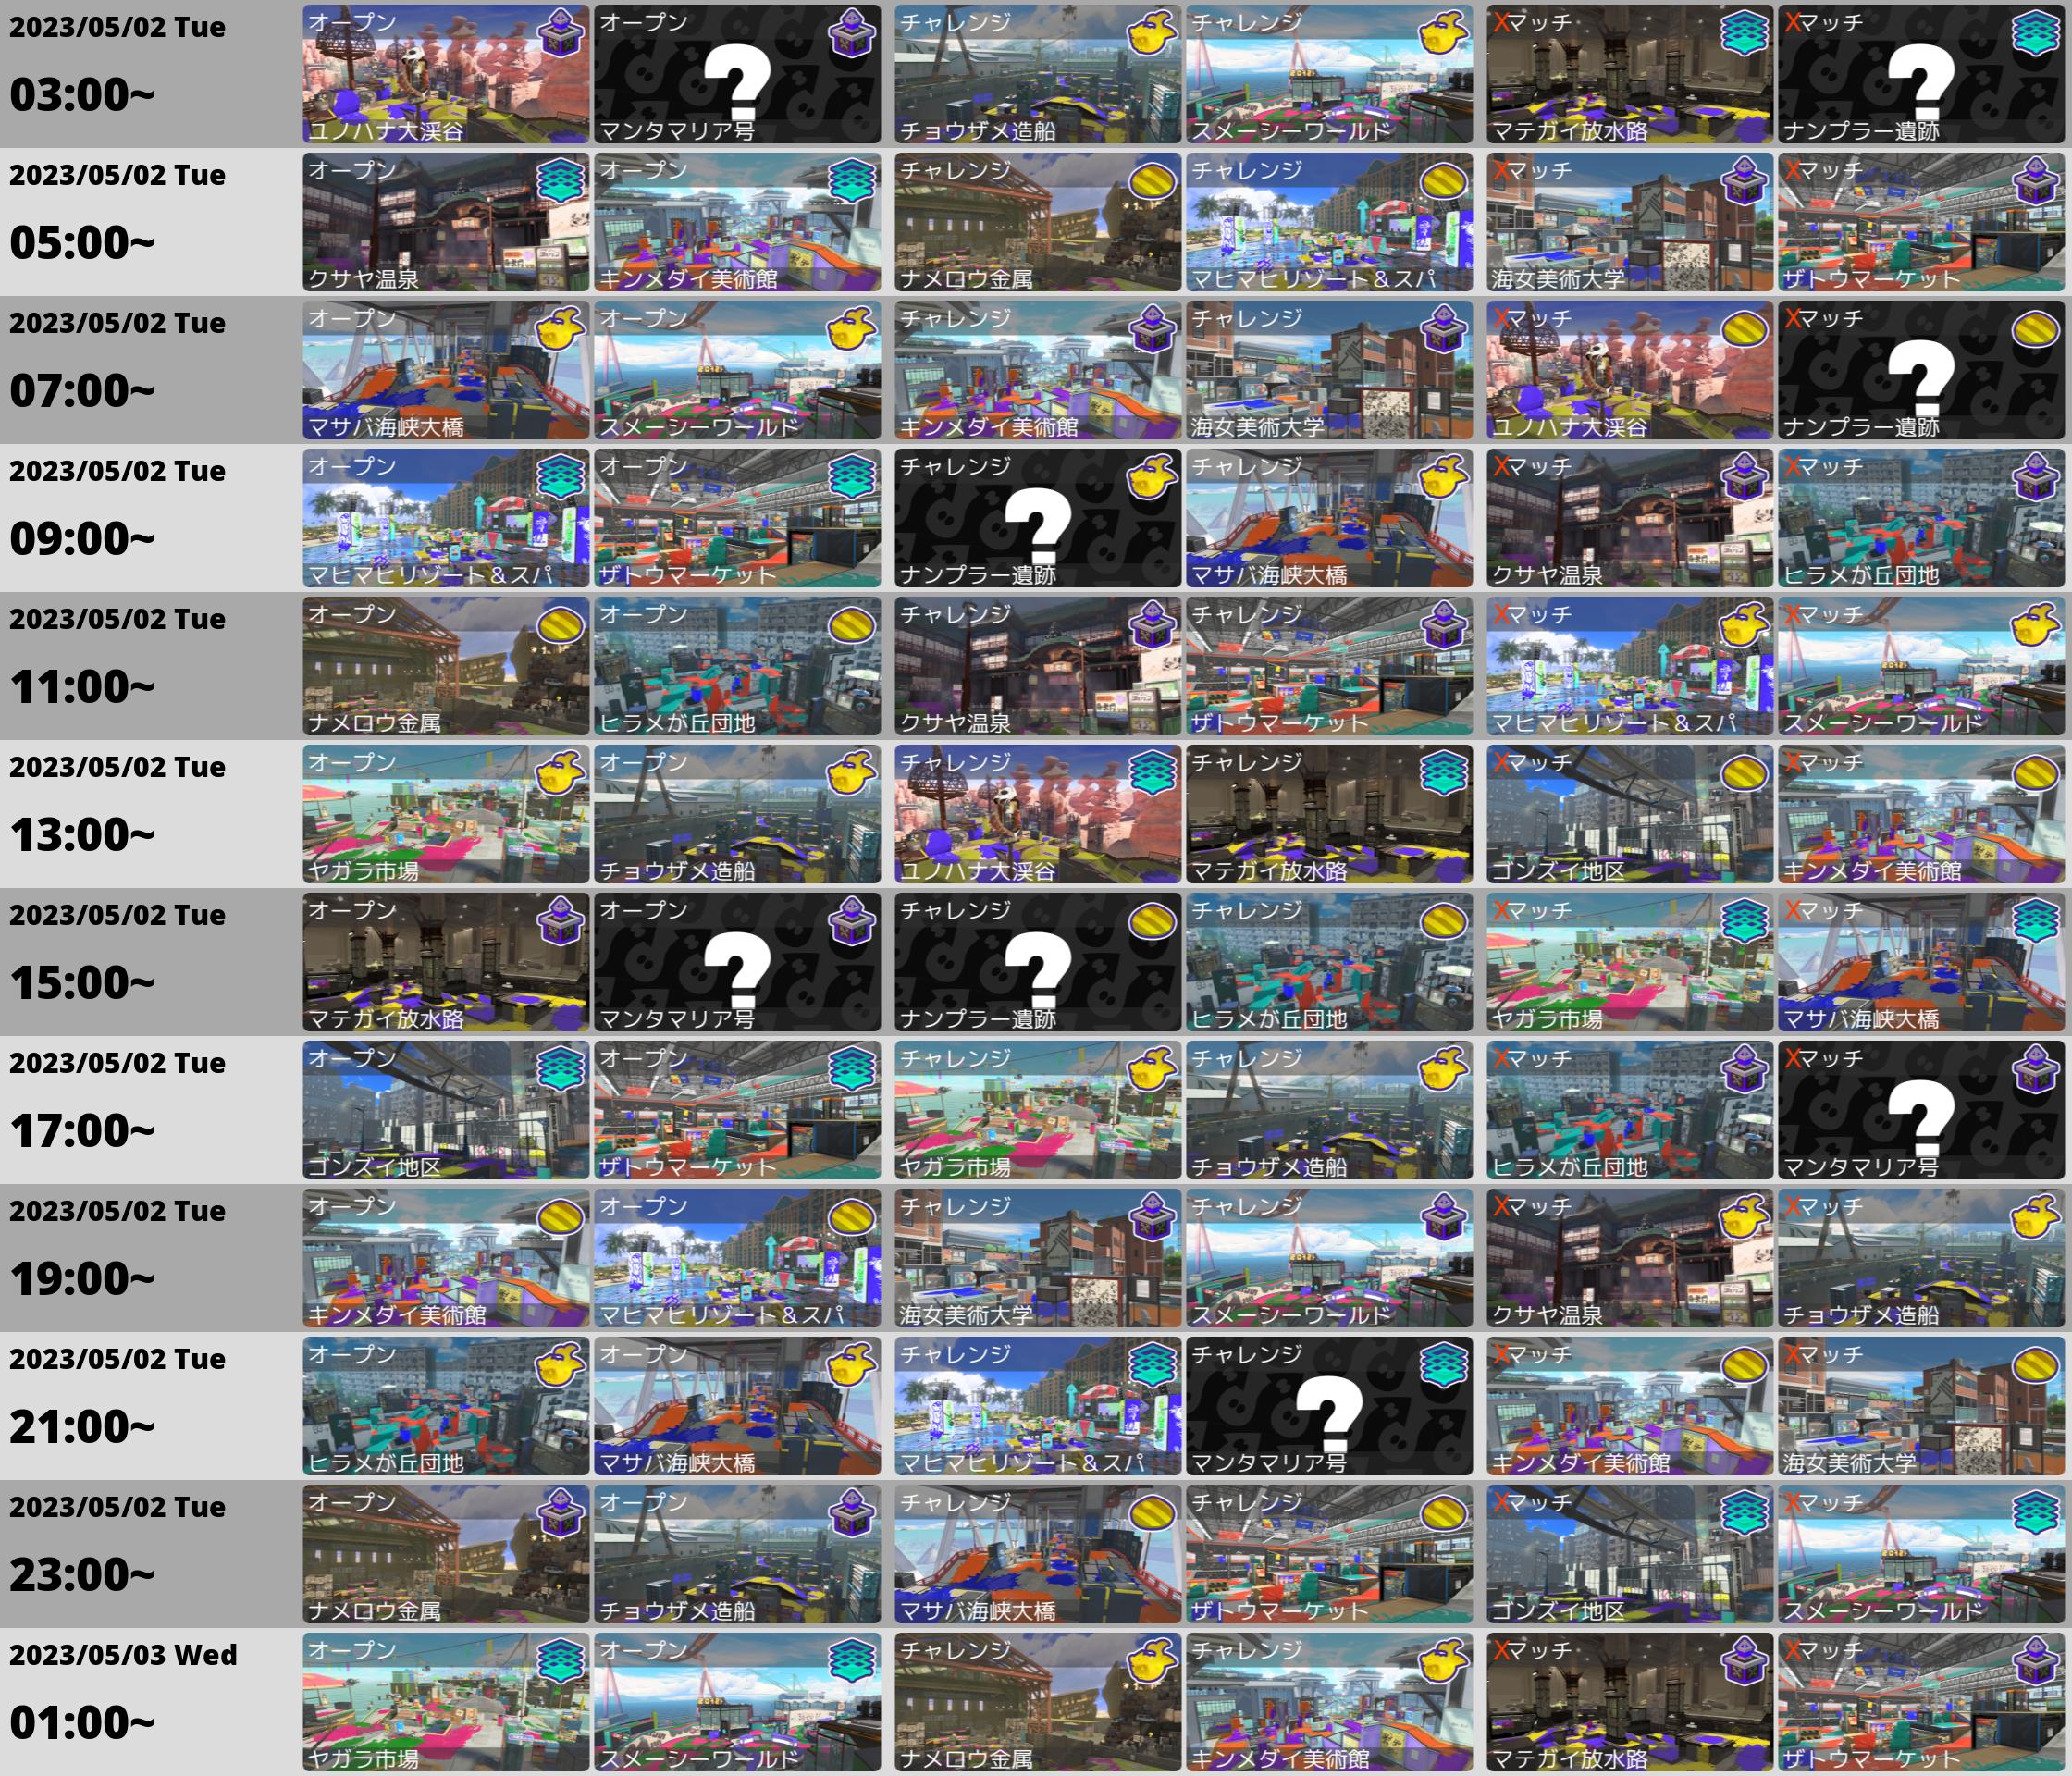 2023/05/02 Tue
03:00~
オープン オープン チャレンジ チャレンジ Xマッチ Xマッチ
ユノハナ大渓谷 マンタマリア号 チョウザメ造船 スメーシーワールド マテガイ放水路 ナンプラー遺跡
2023/05/02 Tue
05:00~
オープン オープン チャレンジ チャレンジ Xマッチ Xマッチ
クサヤ温泉 キンメダイ美術館 ナメロウ金属 マヒマヒリゾート&スパ 海女美術大学 ザトウマーケット
2023/05/02 Tue
07:00~
オープン オープン チャレンジ チャレンジ Xマッチ Xマッチ
マサバ海峡大橋 スメーシーワールド キンメダイ美術館 海女美術大学 ユノハナ大渓谷 ナンプラー遺跡
2023/05/02 Tue
09:00~
オープン オープン チャレンジ チャレンジ Xマッチ Xマッチ
マヒマヒリゾート&スパ ザトウマーケット ナンプラー遺跡 マサバ海峡大橋 クサヤ温泉 ヒラメが丘団地
2023/05/02 Tue
11:00~
オープン オープン チャレンジ チャレンジ Xマッチ Xマッチ
ナメロウ金属 ヒラメが丘団地 クサヤ温泉 ザトウマーケット マヒマヒリゾート&スパ スメーシーワールド
2023/05/02 Tue
13:00~
オープン オープン チャレンジ チャレンジ Xマッチ Xマッチ
ヤガラ市場 チョウザメ造船 ユノハナ大渓谷 マテガイ放水路 ゴンズイ地区 キンメダイ美術館
2023/05/02 Tue
15:00~
オープン オープン チャレンジ チャレンジ Xマッチ Xマッチ
マテガイ放水路 マンタマリア号 ナンプラー遺跡 ヒラメが丘団地 ヤガラ市場 マサバ海峡大橋
2023/05/02 Tue
17:00~
オープン オープン チャレンジ チャレンジ Xマッチ Xマッチ
ゴンズイ地区 ザトウマーケット ヤガラ市場 チョウザメ造船 ヒラメが丘団地 マンタマリア号
2023/05/02 Tue
19:00~
オープン オープン チャレンジ チャレンジ Xマッチ Xマッチ
キンメダイ美術館 マヒマヒリゾート&スパ 海女美術大学 スメーシーワールド クサヤ温泉 チョウザメ造船
2023/05/02 Tue
21:00~
オープン オープン チャレンジ チャレンジ Xマッチ Xマッチ
ヒラメが丘団地 マサバ海峡大橋 マヒマヒリゾート&スパ マンタマリア号 キンメダイ美術館 海女美術大学
2023/05/02 Tue
23:00~
オープン オープン チャレンジ チャレンジ Xマッチ Xマッチ
ナメロウ金属 チョウザメ造船 マサバ海峡大橋 ザトウマーケット ゴンズイ地区 スメーシーワールド
2023/05/03 Wed
01:00~
オープン オープン チャレンジ チャレンジ Xマッチ Xマッチ
ヤガラ市場 スメーシーワールド ナメロウ金属 キンメダイ美術館 マテガイ放水路 ザトウマーケット